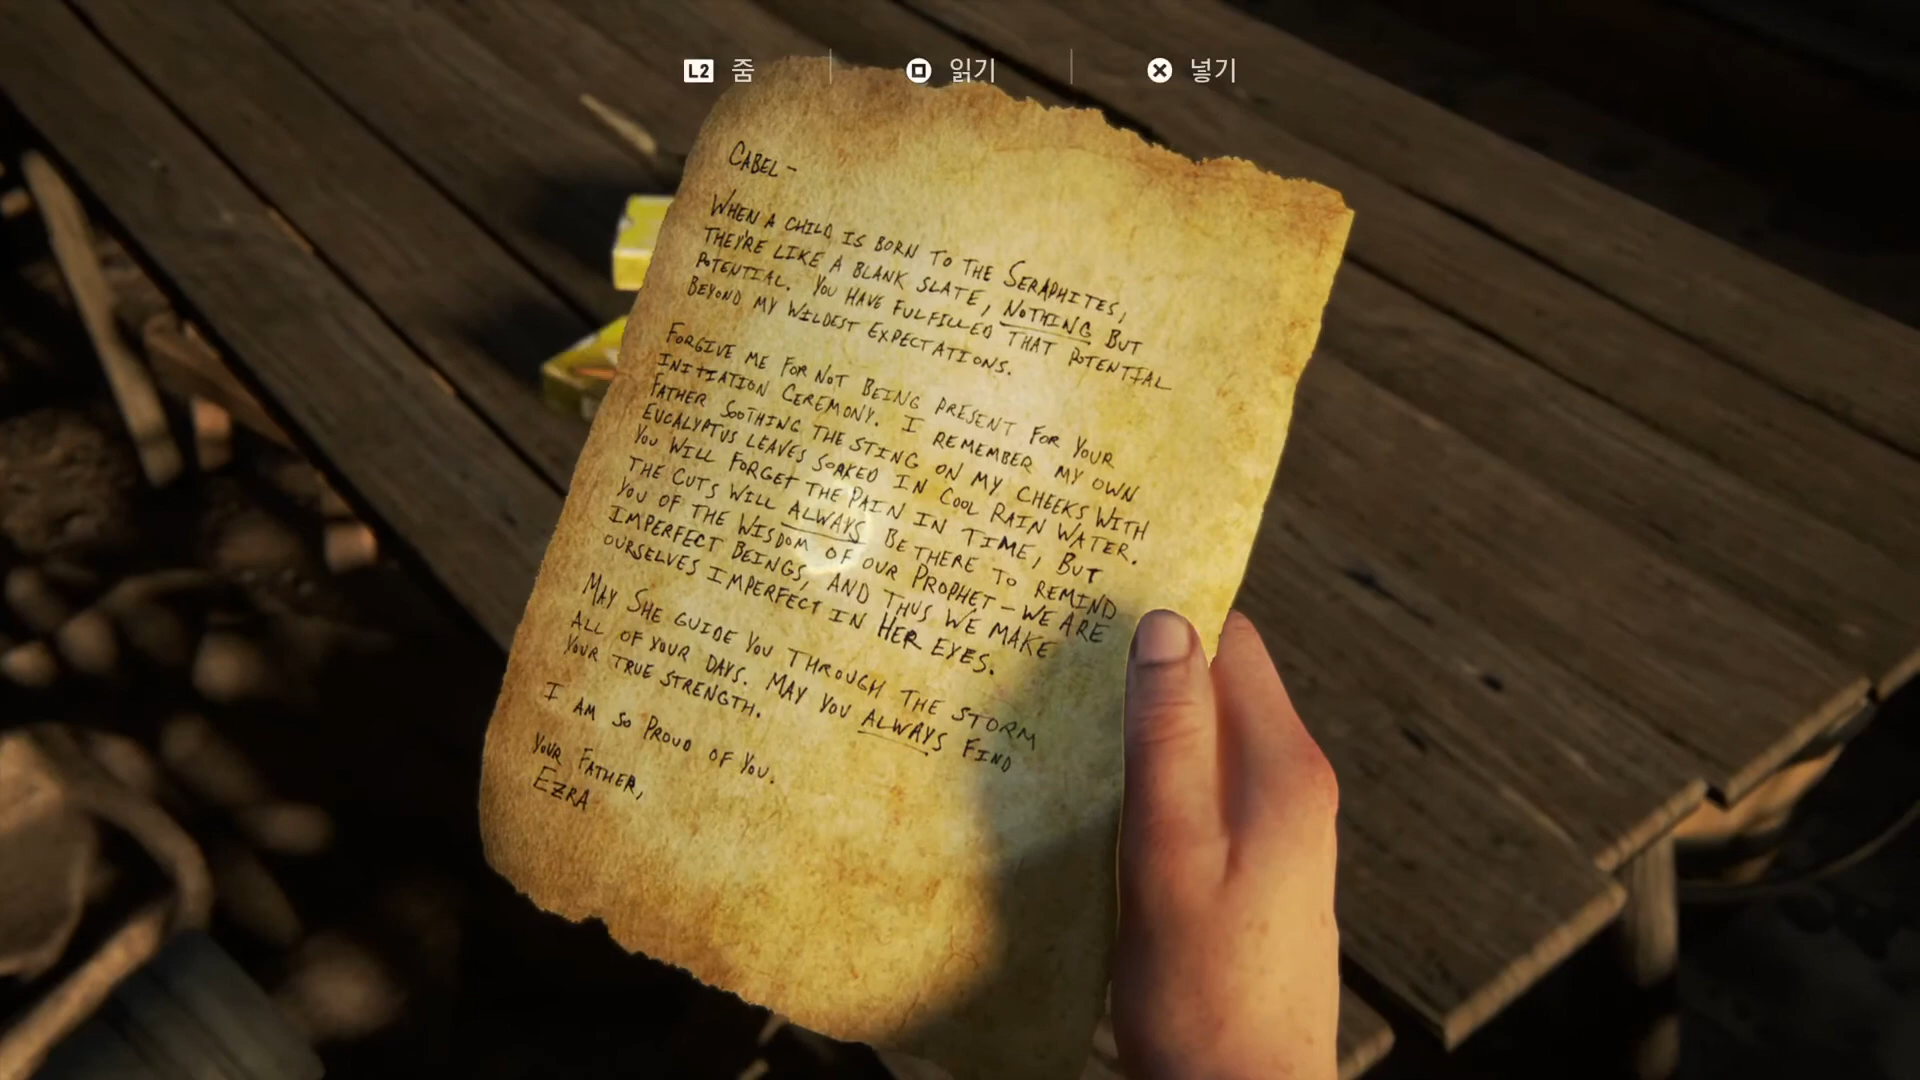 L2 줌 읽기 넣기
CABEL -
WHEN A CHILD IS BORN TO THE SERAPHITES,
THEY'RE LIKE A BLANK SLATE, NOTHING BUT
POTENTIAL. YOU HAVE FULFILLED THAT POTENTIAL
BEYOND MY WILDEST EXPECTATIONS.
FORGIVE ME FOR NOT BEING PRESENT FOR YOUR
INITIATION CEREMONY. I REMEMBER MY OWN
FATHER SOOTHING THE STING ON MY CHEEKS WITH
EUCALYPTUS LEAVES SOAKED IN COOL RAIN WATER.
YOU WILL FORGET THE PAIN IN TIME, BUT
THE CUTS WILL ALWAYS BE THERE TO REMIND
YOU OF THE WISDOM OF OUR PROPHET - WE ARE
IMPERFECT BEINGS, AND THUS WE MAKE
OURSELVES IMPERFECT IN HER EYES.
MAY SHE GUIDE YOU THROUGH THE STORM
ALL OF YOUR DAYS. MAY YOU ALWAYS FIND
YOUR TRUE STRENGTH.
I AM SO PROUD OF YOU.
YOUR FATHER,
EZRA